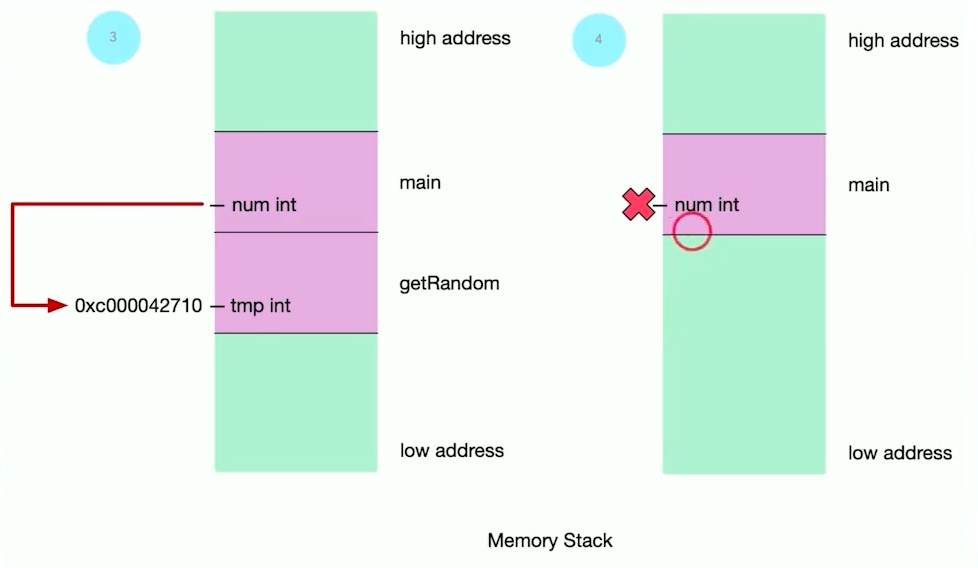 3
high address
main
num int
getRandom
0xc000042710
tmp int
low address
4
high address
main
num int
low address
Memory Stack